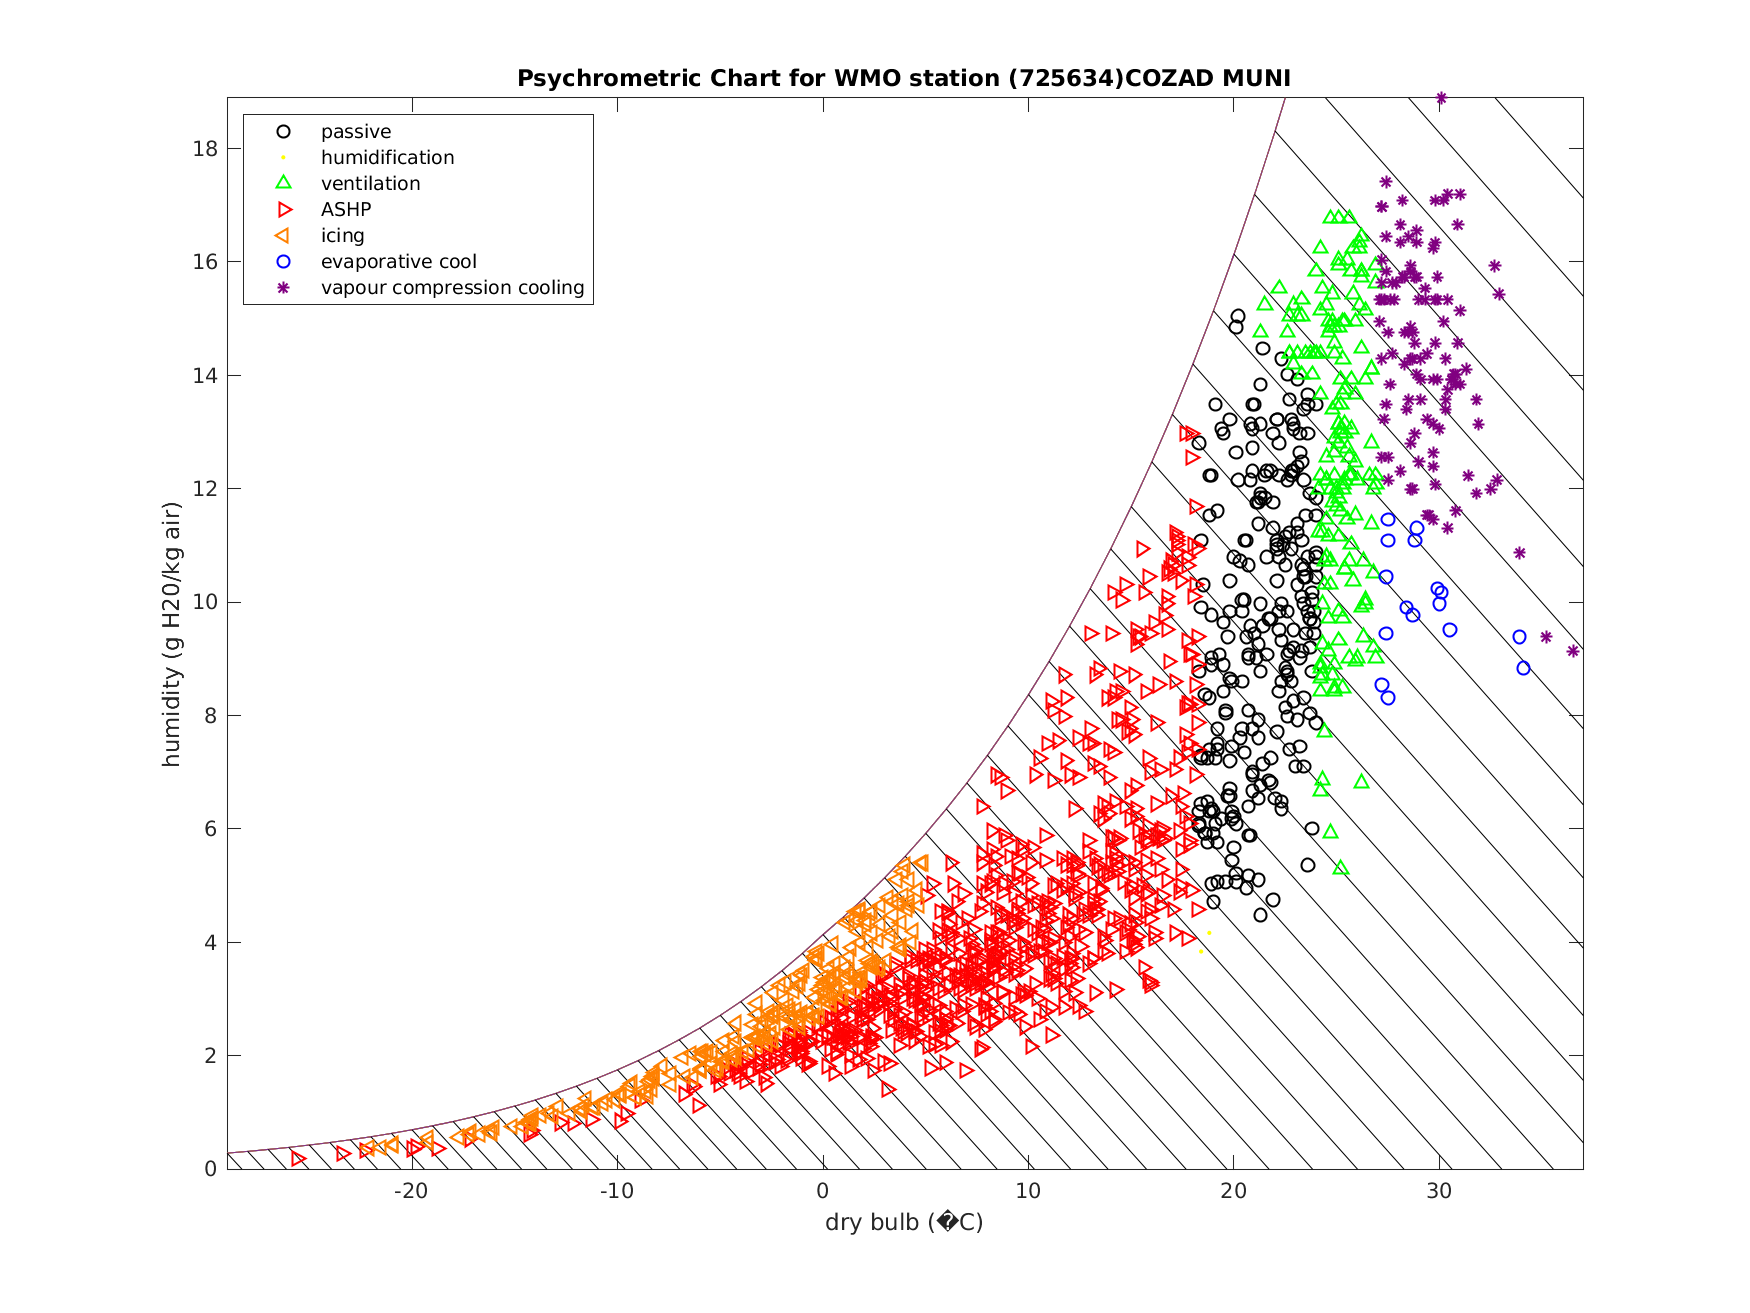 Psychrometric Chart for WMO station (725634)COZAD MUNI
passive
humidification
ventilation
ASHP
icing
evaporative cool
vapour compression cooling
humidity (g H20/kg air)
18
16
14
12
10
8
6
4
2
0
-20 -10 0 10 20 30
dry bulb (�C)